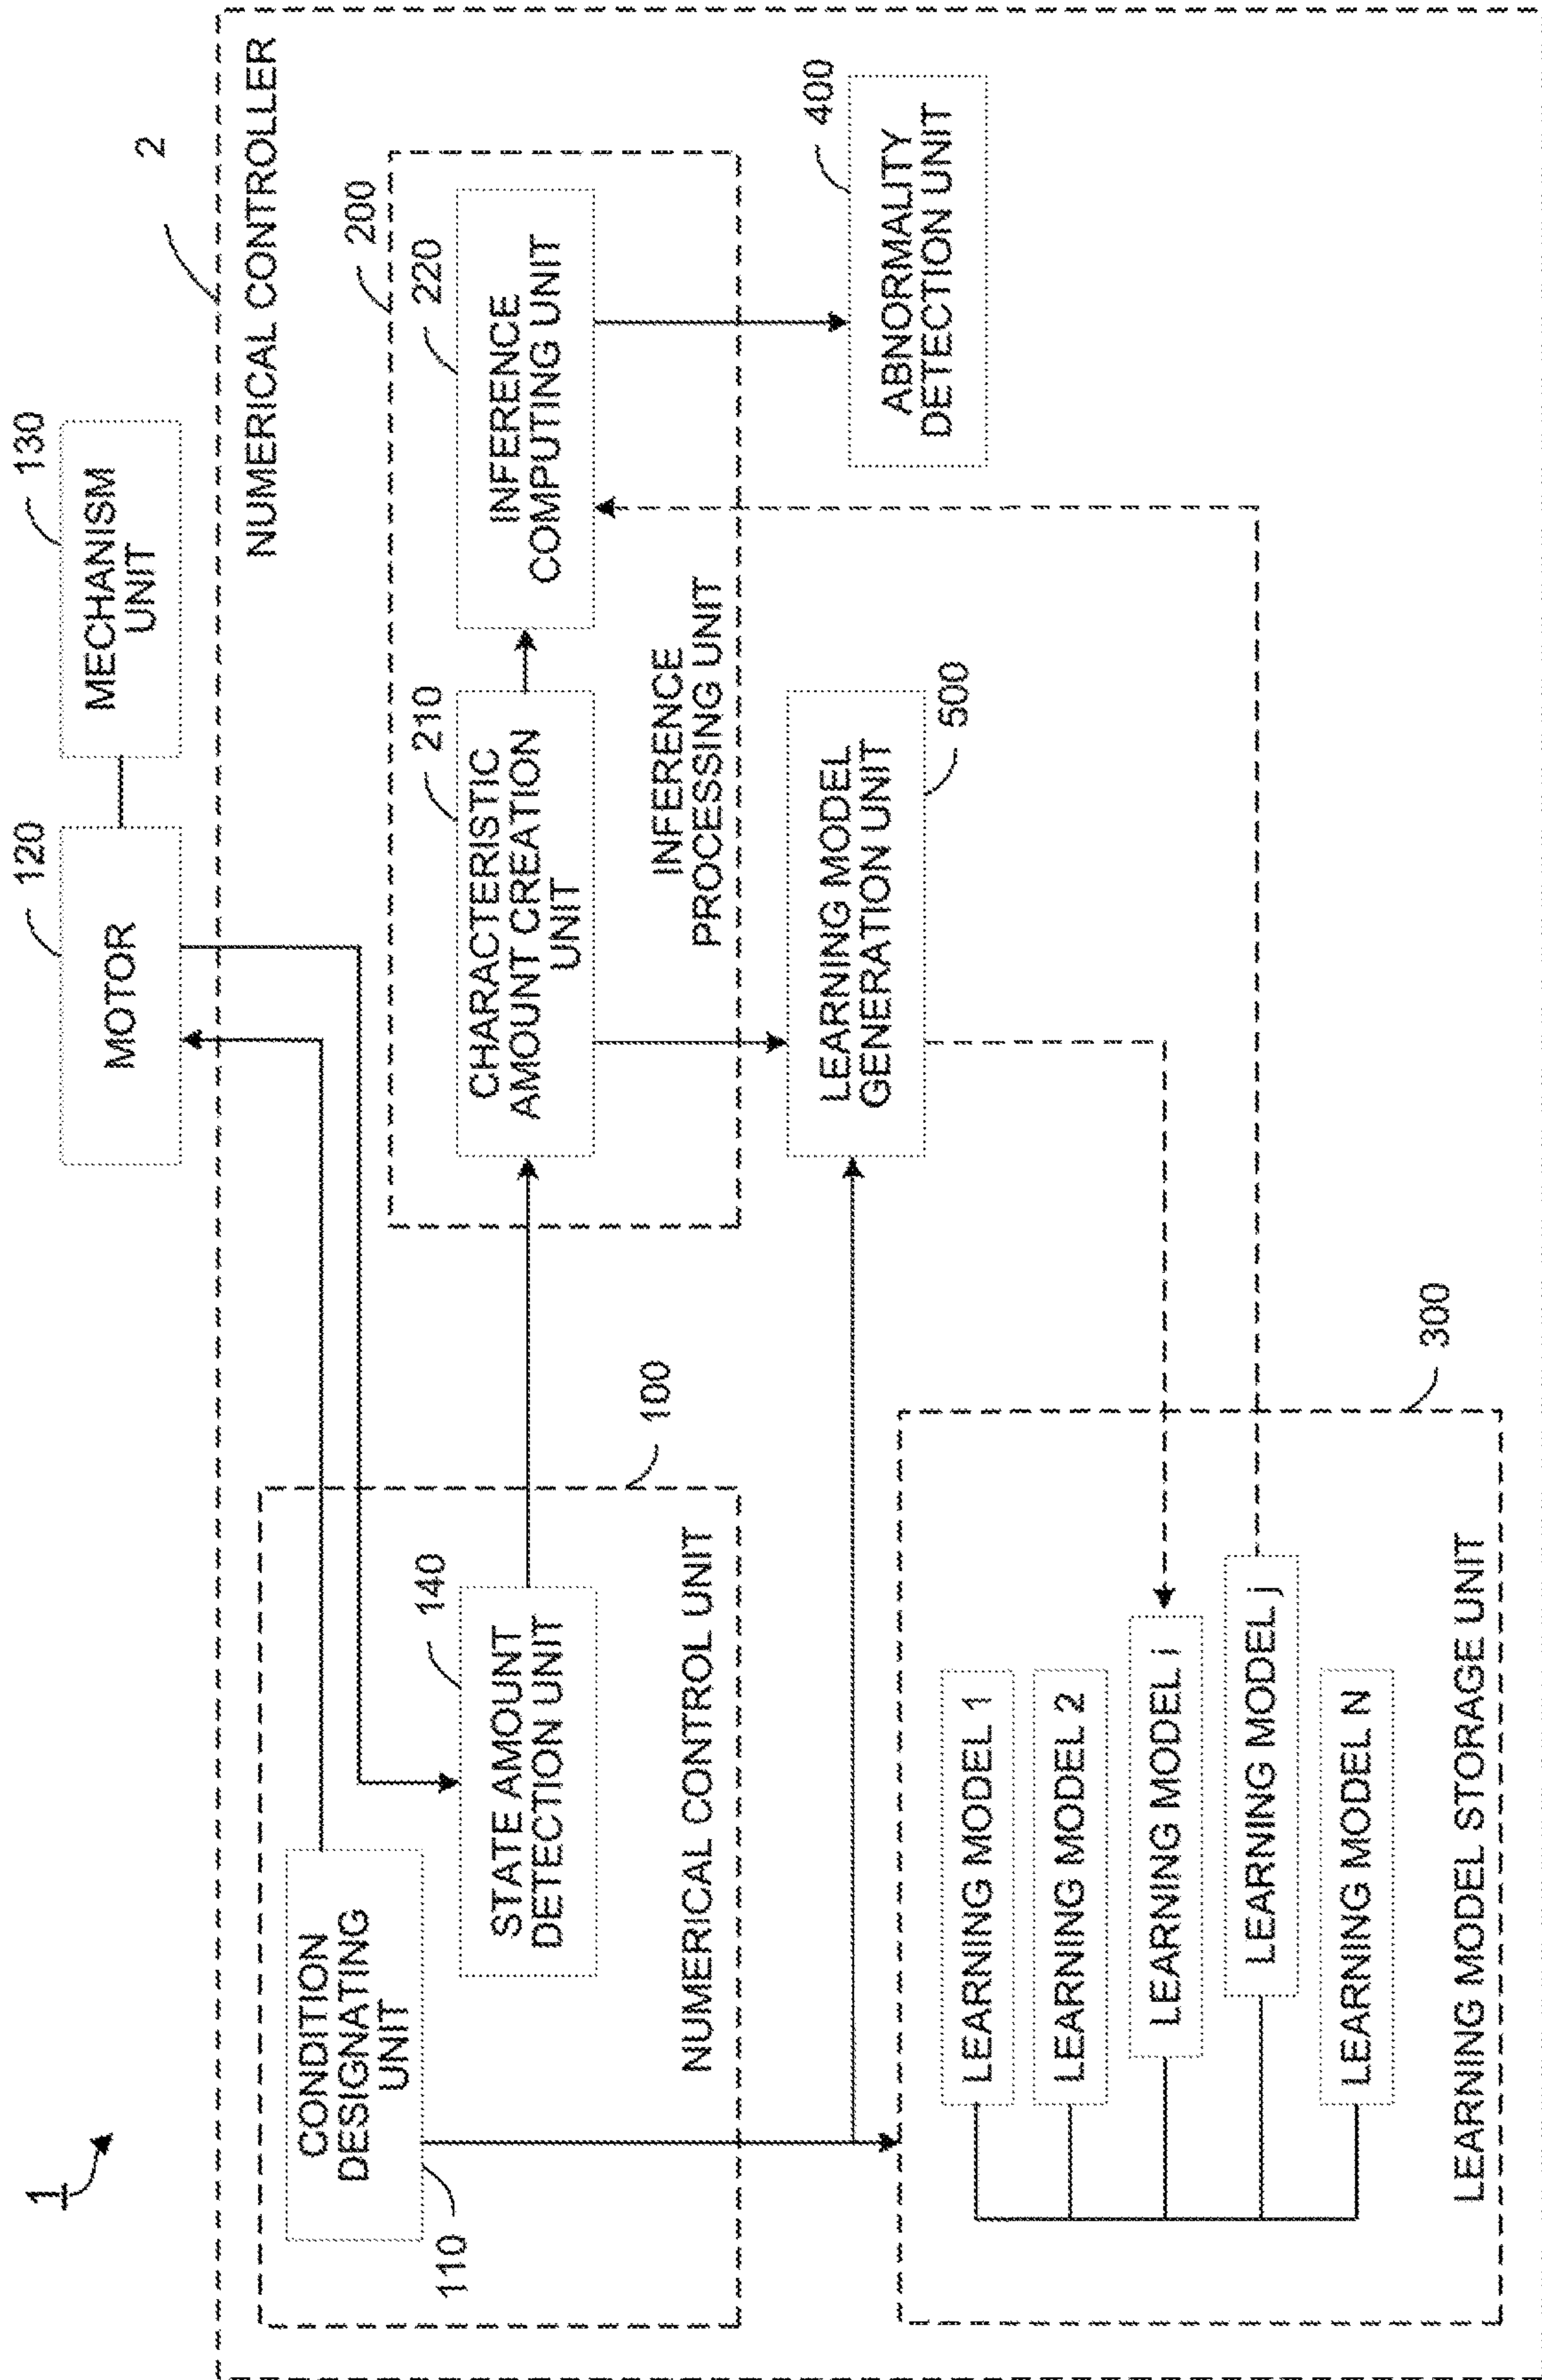 1
120
130
MOTOR
MECHANISM
UNIT
2
NUMERICAL CONTROLLER
CONDITION
DESIGNATING
UNIT
110
140
STATE AMOUNT
DETECTION UNIT
NUMERICAL CONTROL UNIT
100
200
210
CHARACTERISTIC
AMOUNT CREATION
UNIT
220
INFERENCE
COMPUTING UNIT
INFERENCE
PROCESSING UNIT
400
ABNORMALITY
DETECTION UNIT
LEARNING MODEL
GENERATION UNIT
500
LEARNING MODEL 1
LEARNING MODEL 2
LEARNING MODEL i
LEARNING MODEL j
LEARNING MODEL N
LEARNING MODEL STORAGE UNIT
300